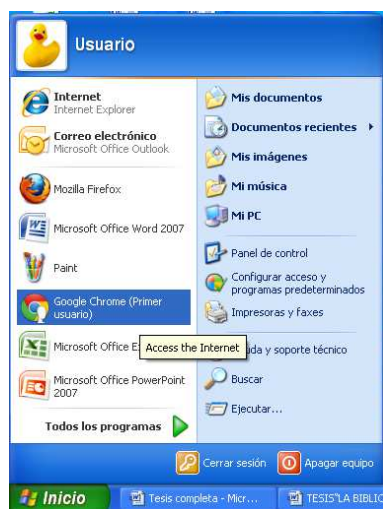 Usuario
Internet
Internet Explorer
Correo electrónico
Microsoft Office Outlook
Mozilla Firefox
Microsoft Office Word 2007
Paint
Google Chrome (Primer
usuario)
Microsoft Office E
Access the Internet
Microsoft Office PowerPoint
2007
Todos los programas
Mis documentos
Documentos recientes
Mis imágenes
Mi música
Mi PC
Panel de control
Configurar acceso y
programas predeterminados
Impresoras y faxes
da y soporte técnico
Buscar
Ejecutar...
Cerrar sesión
Apagar equipo
Inicio
Tesis completa - Micr...
TESIS"LA BIBLIO